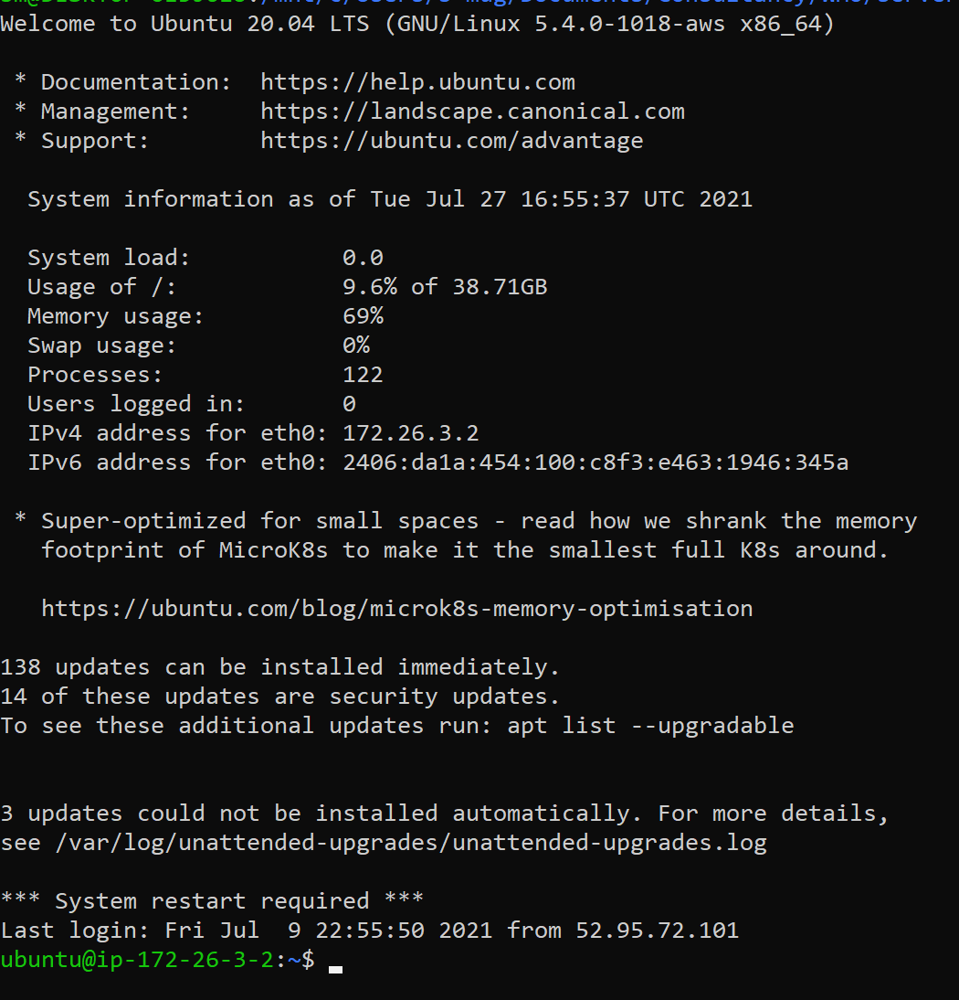 Welcome to Ubuntu 20.04 LTS (GNU/Linux 5.4.0-1018-aws x86_64)
* Documentation:  https://help.ubuntu.com
* Management:     https://landscape.canonical.com
* Support:        https://ubuntu.com/advantage
System information as of Tue Jul 27 16:55:37 UTC 2021
System load:           0.0
Usage of /:            9.6% of 38.71GB
Memory usage:          69%
Swap usage:            0%
Processes:             122
Users logged in:       0
IPv4 address for eth0: 172.26.3.2
IPv6 address for eth0: 2406:da1a:454:100:c8f3:e463:1946:345a
* Super-optimized for small spaces - read how we shrank the memory
footprint of MicroK8s to make it the smallest full K8s around.
https://ubuntu.com/blog/microk8s-memory-optimisation
138 updates can be installed immediately.
14 of these updates are security updates.
To see these additional updates run: apt list --upgradable
3 updates could not be installed automatically. For more details,
see /var/log/unattended-upgrades/unattended-upgrades.log
*** System restart required ***
Last login: Fri Jul  9 22:55:50 2021 from 52.95.72.101
ubuntu@ip-172-26-3-2:~$